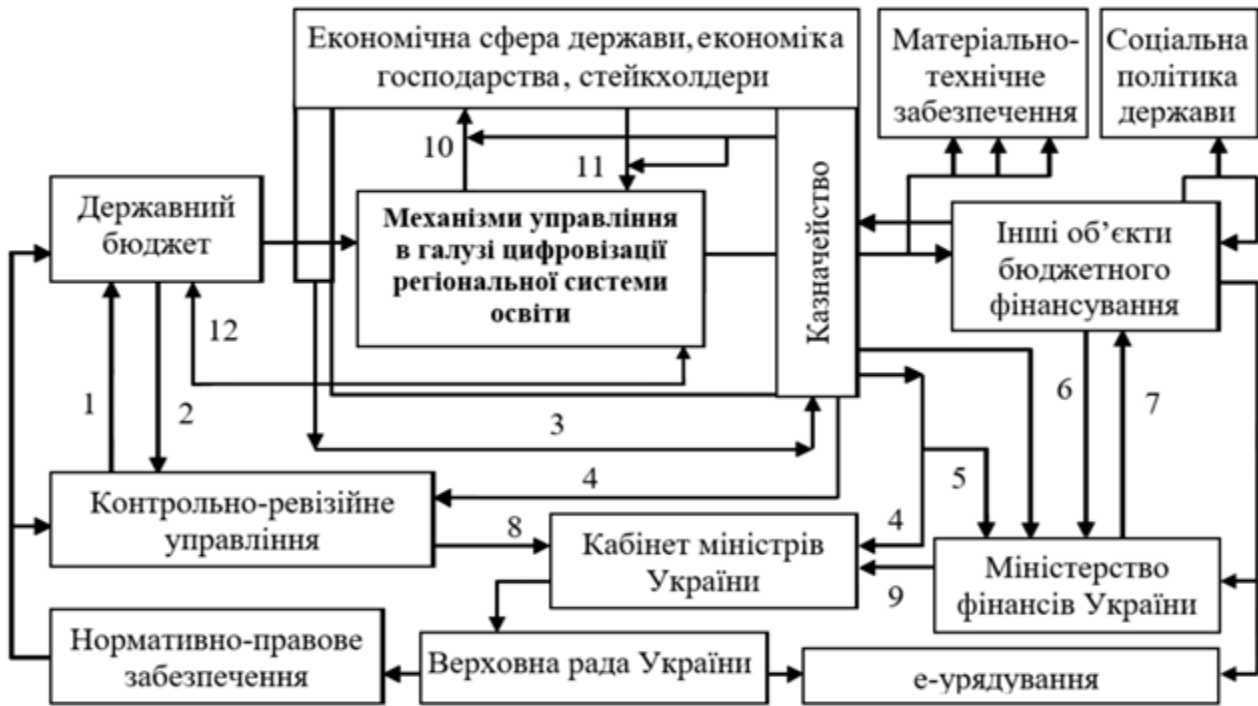 Економічна сфера держави, економіка
господарства, стейкхолдери
Матеріально-
технічне
забезпечення
Соціальна
політика
держави
10
11
Державний
бюджет
Механізми управління
в галузі цифровізації
регіональної системи
освіти
Казначейство
Інші об’єкти
бюджетного
фінансування
12
1
2
3
6
7
4
5
Контрольно-ревізійне
управління
8
4
Кабінет міністрів
України
9
Міністерство
фінансів України
Нормативно-правове
забезпечення
Верховна рада України
е-урядування